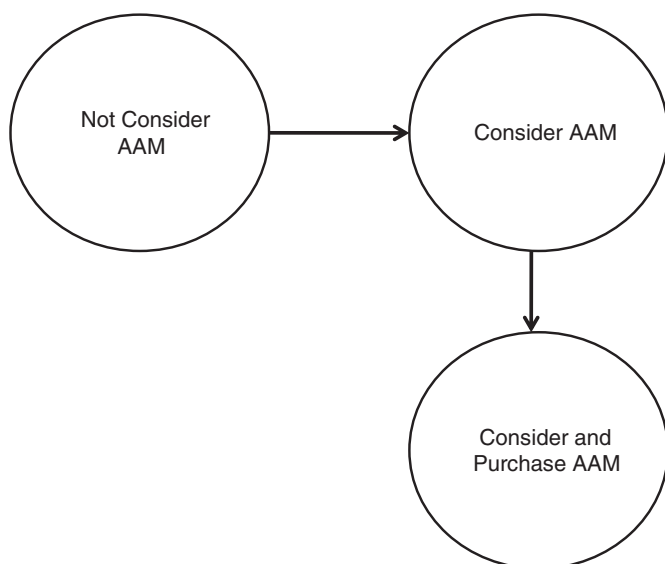 Not Consider
AAM
Consider AAM
Consider and
Purchase AAM